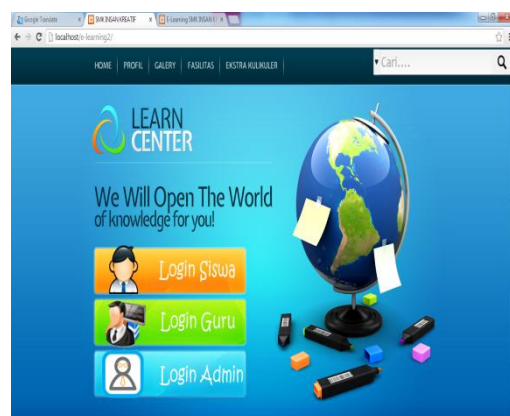 Google Translate
SMK INSAN KREATIF
E-Learning SMK INSAN K
localhost/e-learning2/
HOME PROFIL GALERY FASILITAS EKSTRA KULIKULER
Cari....
LEARN
CENTER
We Will Open The World
of knowledge for you!
Login Siswa
Login Guru
Login Admin